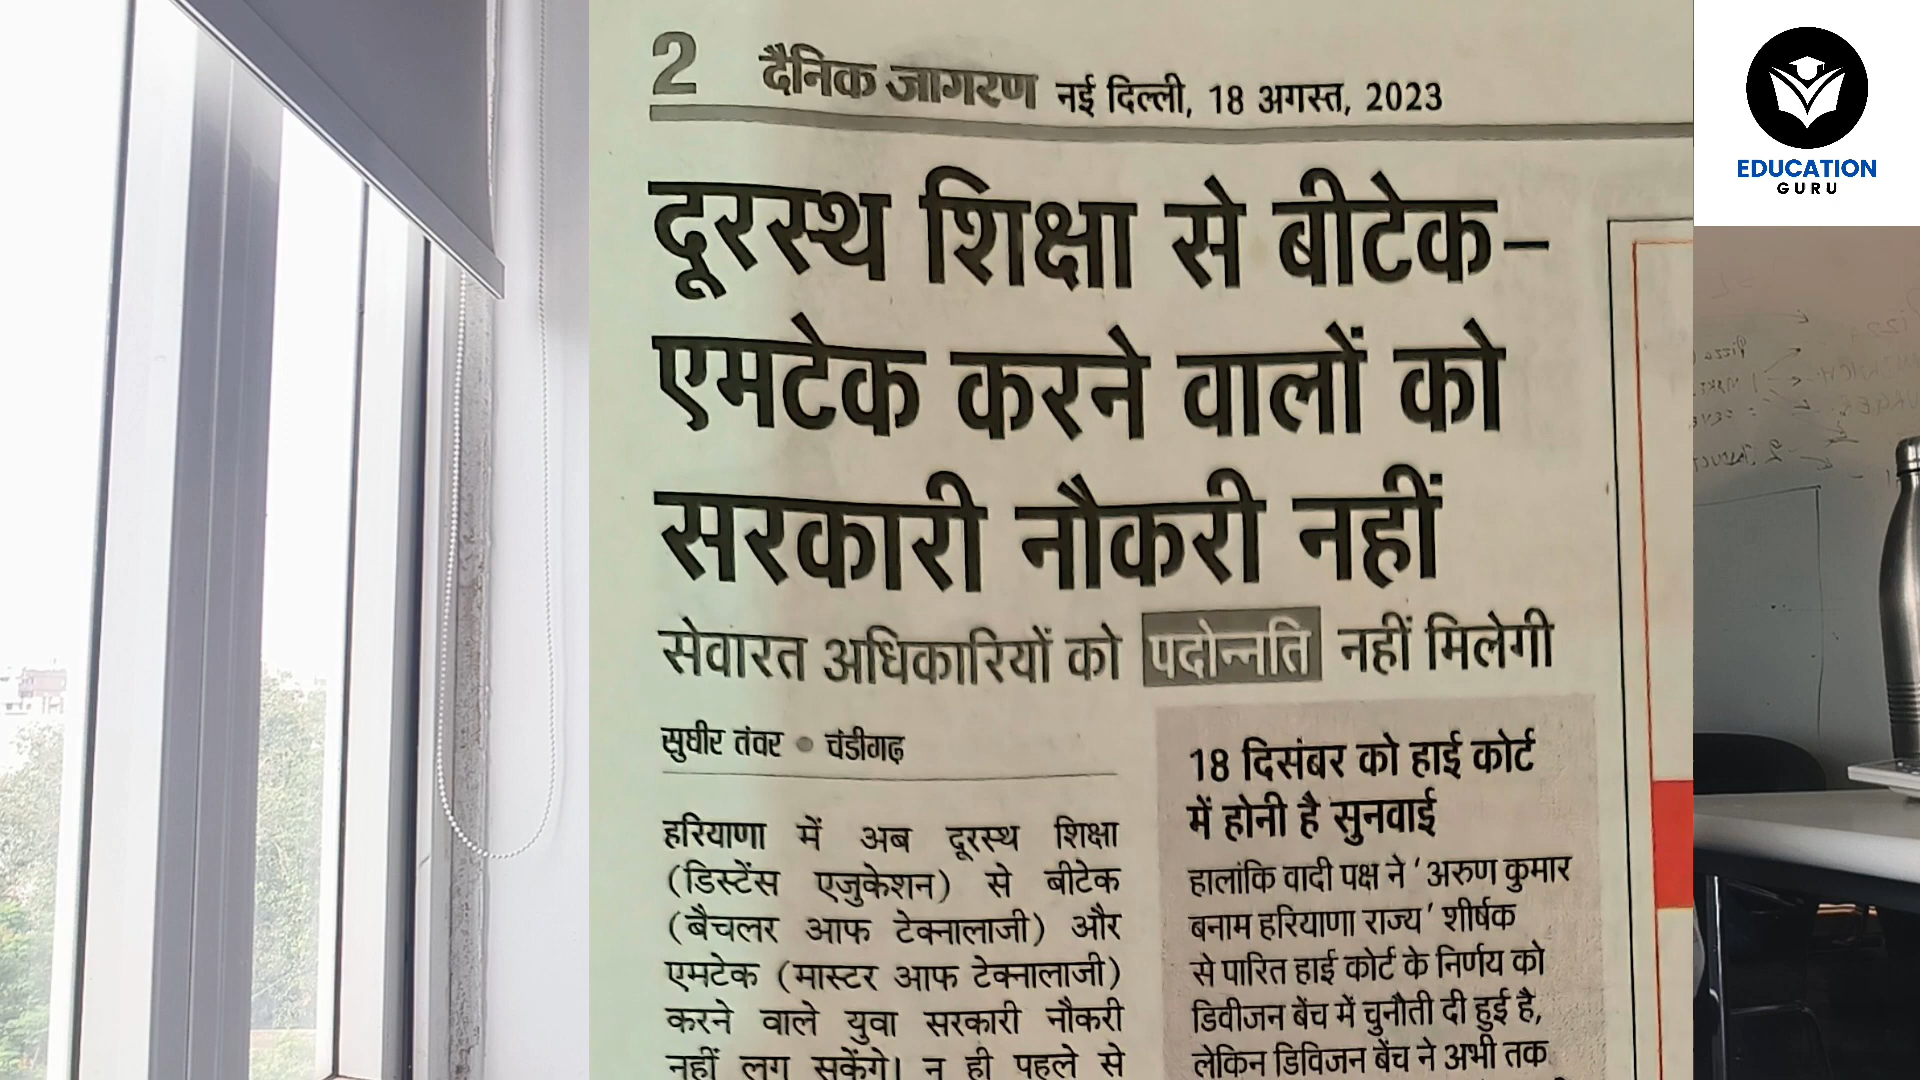 2 दैनिक जागरण नई दिल्ली, 18 अगस्त, 2023
दूरस्थ शिक्षा से बीटेक-
एमटेक करने वालों को
सरकारी नौकरी नहीं
सेवारत अधिकारियों को पदोन्नति नहीं मिलेगी
सुधीर तंवर ● चंडीगढ़
हरियाणा में अब दूरस्थ शिक्षा
(डिस्टेंस एजुकेशन) से बीटेक
(बैचलर आफ टेक्नालाजी) और
एमटेक (मास्टर आफ टेक्नालाजी)
करने वाले युवा सरकारी नौकरी
नहीं लग सकेंगे। न ही पहले से
18 दिसंबर को हाई कोर्ट
में होनी है सुनवाई
हालांकि वादी पक्ष ने 'अरुण कुमार
बनाम हरियाणा राज्य' शीर्षक
से पारित हाई कोर्ट के निर्णय को
डिवीजन बेंच में चुनौती दी हुई है,
लेकिन डिविजन बेंच ने अभी तक
EDUCATION
GURU